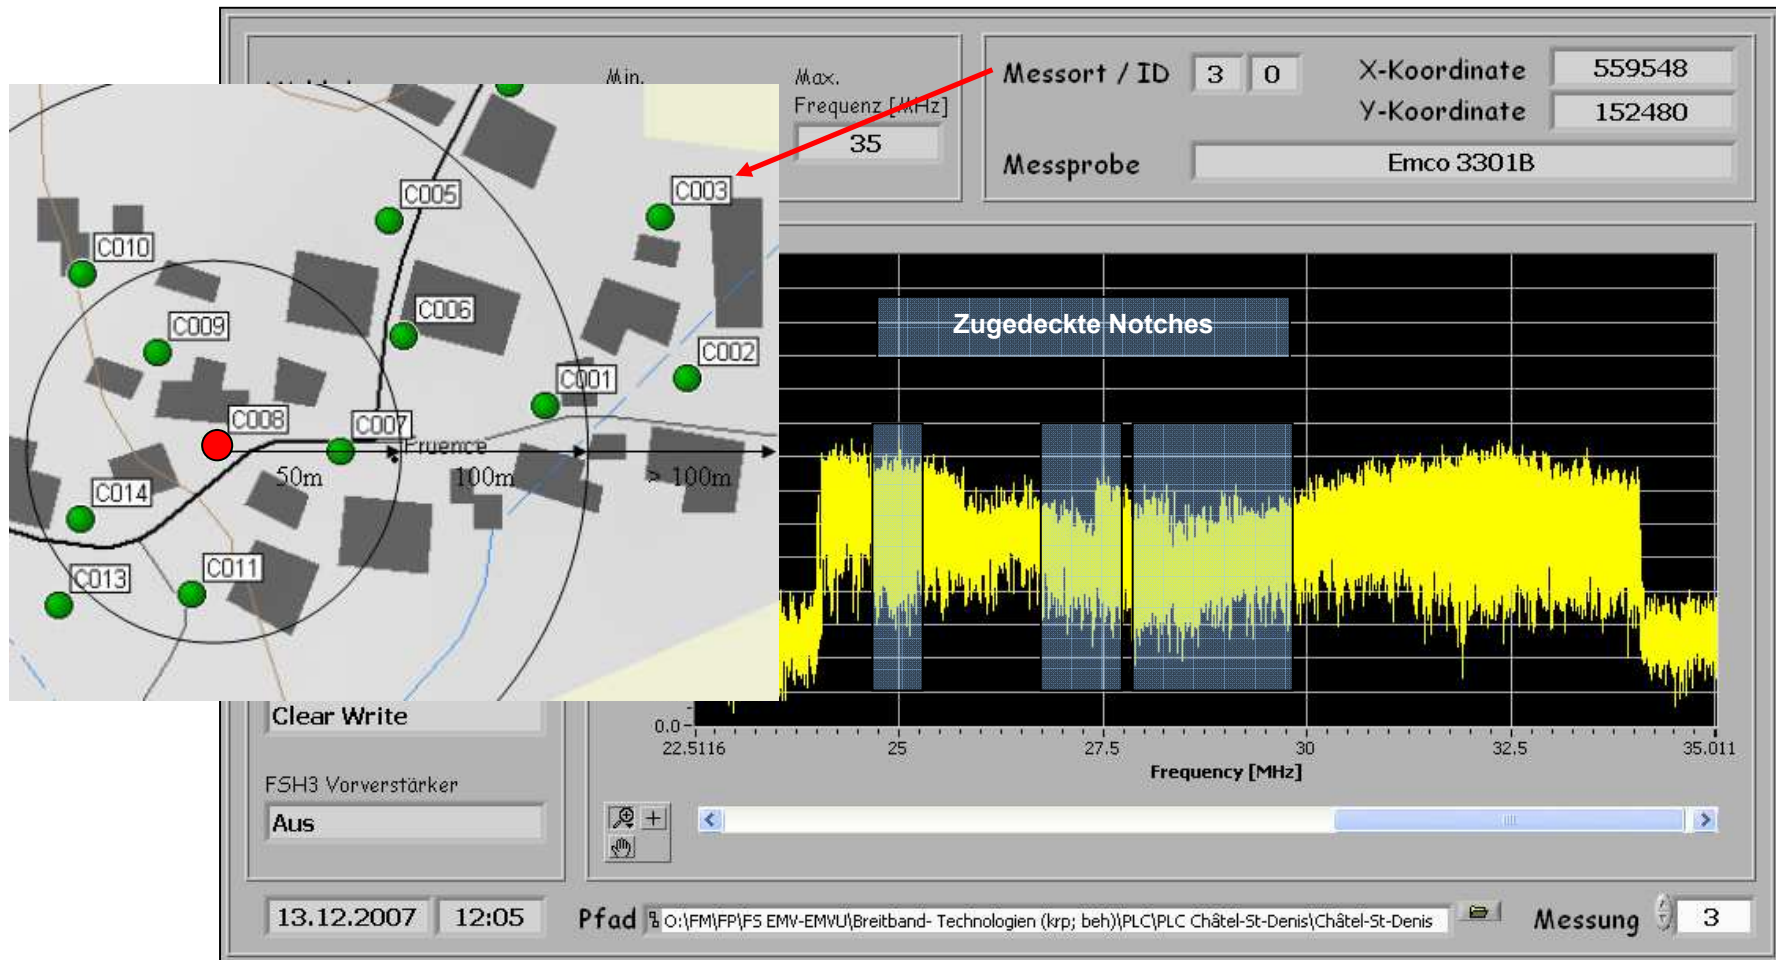 Min.
Max.
Frequenz [MHz]
35
Messort / ID 3 0
X-Koordinate 559548
Y-Koordinate 152480
Messprobe Emco 3301B
C005
C003
C010
C009
C006
C002
C001
C008
C007
Pruence
50m
100m
> 100m
C014
C013
C011
Zugedeckte Notches
0.0
22.5116
25
27.5
30
32.5
35.011
Frequency [MHz]
Clear Write
FSH3 Vorverstärker
Aus
13.12.2007 12:05
Pfad O:\FM\FP\FS EMV-EMVU\Breitband- Technologien (krp; beh)\PLC\PLC Châtel-St-Denis\Châtel-St-Denis
Messung 3